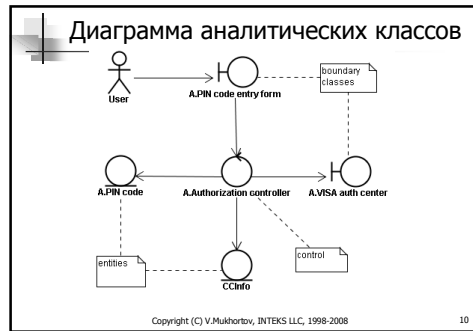 Диаграмма аналитических классов
boundary
classes
User
A.PIN code entry form
A.PIN code
A.Authorization controller
A.VISA auth center
entities
control
CCInfo
Copyright (C) V.Mukhortov, INTEKS LLC, 1998-2008
10